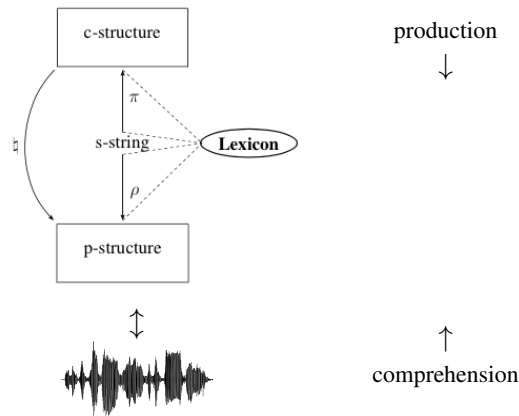 c-structure
production
↓
π
♮
s-string
Lexicon
ρ
p-structure
↕
↑
comprehension